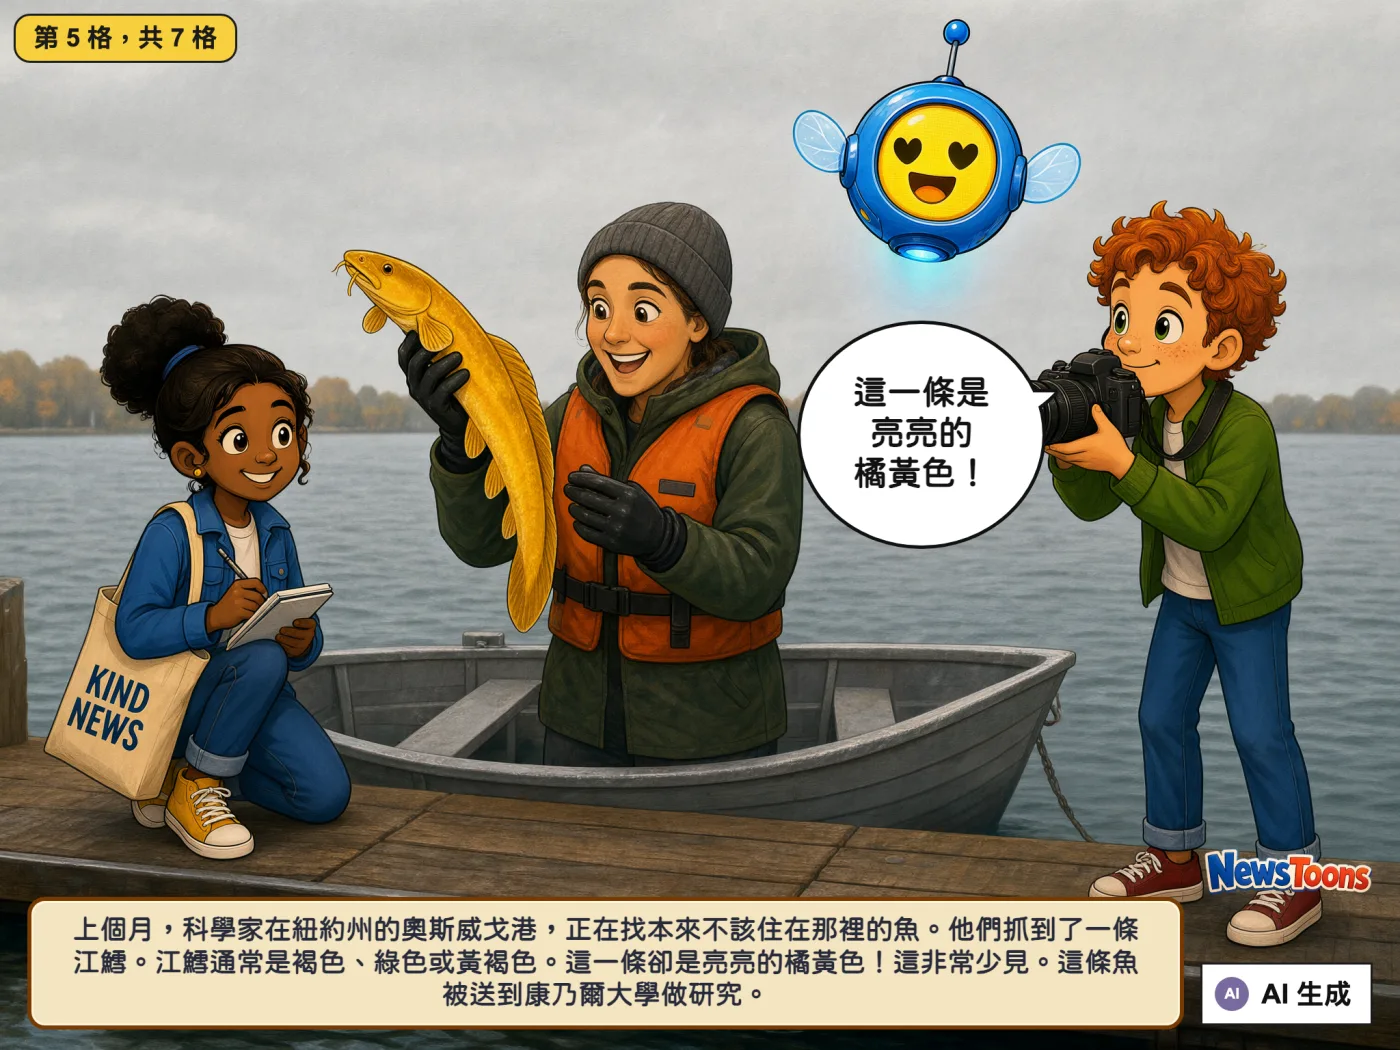 第 5 格，共 7 格
這一條是
亮亮的
橘黃色！
KIND
NEWS
NewsToons
上個月，科學家在紐約州的奧斯威戈港，正在找本來不該住在那裡的魚。他們抓到了一條
江鱈。江鱈通常是褐色、綠色或黃褐色。這一條卻是亮亮的橘黃色！這非常少見。這條魚
被送到康乃爾大學做研究。
AI AI 生成